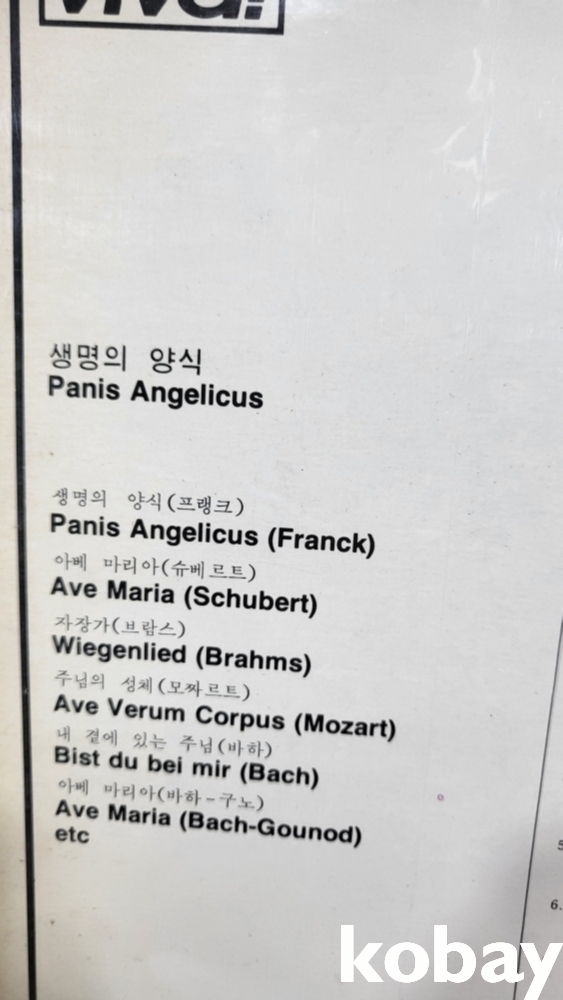 viva!
생명의 양식
Panis Angelicus
생명의 양식(프랭크)
Panis Angelicus (Franck)
아베 마리아(슈베르트)
Ave Maria (Schubert)
자장가(브람스)
Wiegenlied (Brahms)
주님의 성체(모짜르트)
Ave Verum Corpus (Mozart)
내 곁에 있는 주님(바하)
Bist du bei mir (Bach)
아베 마리아(바하-구노)
Ave Maria (Bach-Gounod)
etc
5
6.
kobay